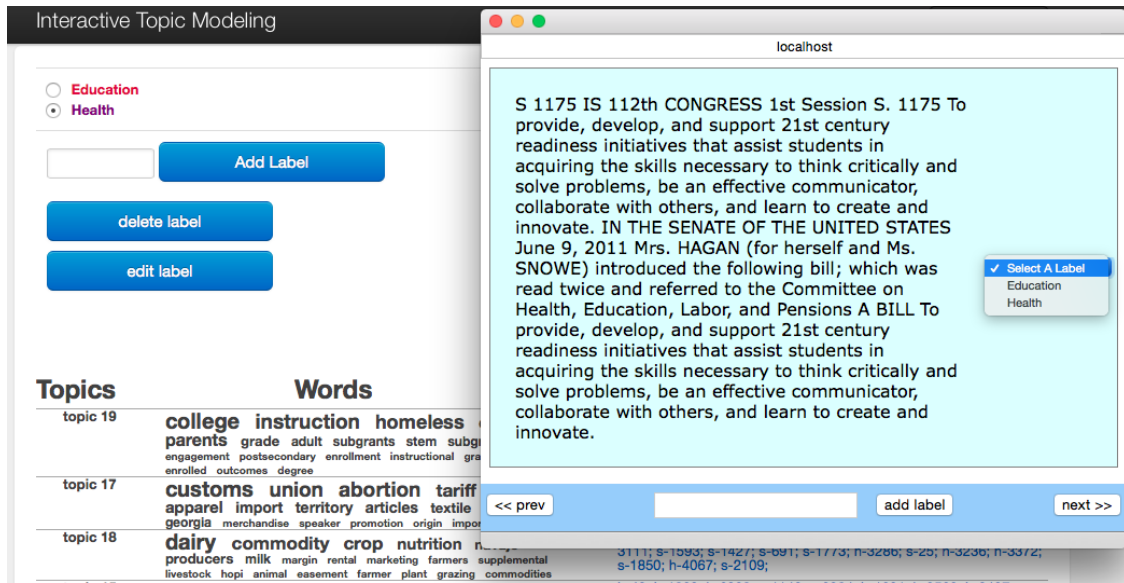 Interactive Topic Modeling
Education
Health
Add Label
delete label
edit label
Topics Words
topic 19
college instruction homeless
parents grade adult subgrants stem
engagement postsecondary enrollment instructional
enrolled outcomes degree
topic 17
customs union abortion tariff
apparel import territory articles textile
georgia merchandise speaker promotion origin
topic 18
dairy commodity crop nutrition
producers milk margin rental marketing farmers supplemental
livestock hopi animal easement farmer plant grazing commodities
3111; s-1593; s-1427; s-691; s-1773; h-3286; s-25; h-3236; h-3372;
s-1850; h-4067; s-2109;
localhost
S 1175 IS 112th CONGRESS 1st Session S. 1175 To
provide, develop, and support 21st century
readiness initiatives that assist students in
acquiring the skills necessary to think critically and
solve problems, be an effective communicator,
collaborate with others, and learn to create and
innovate. IN THE SENATE OF THE UNITED STATES
June 9, 2011 Mrs. HAGAN (for herself and Ms.
SNOWE) introduced the following bill; which was
read twice and referred to the Committee on
Health, Education, Labor, and Pensions A BILL To
provide, develop, and support 21st century
readiness initiatives that assist students in
acquiring the skills necessary to think critically and
solve problems, be an effective communicator,
collaborate with others, and learn to create and
innovate.
✓ Select A Label
Education
Health
<< prev
add label
next >>